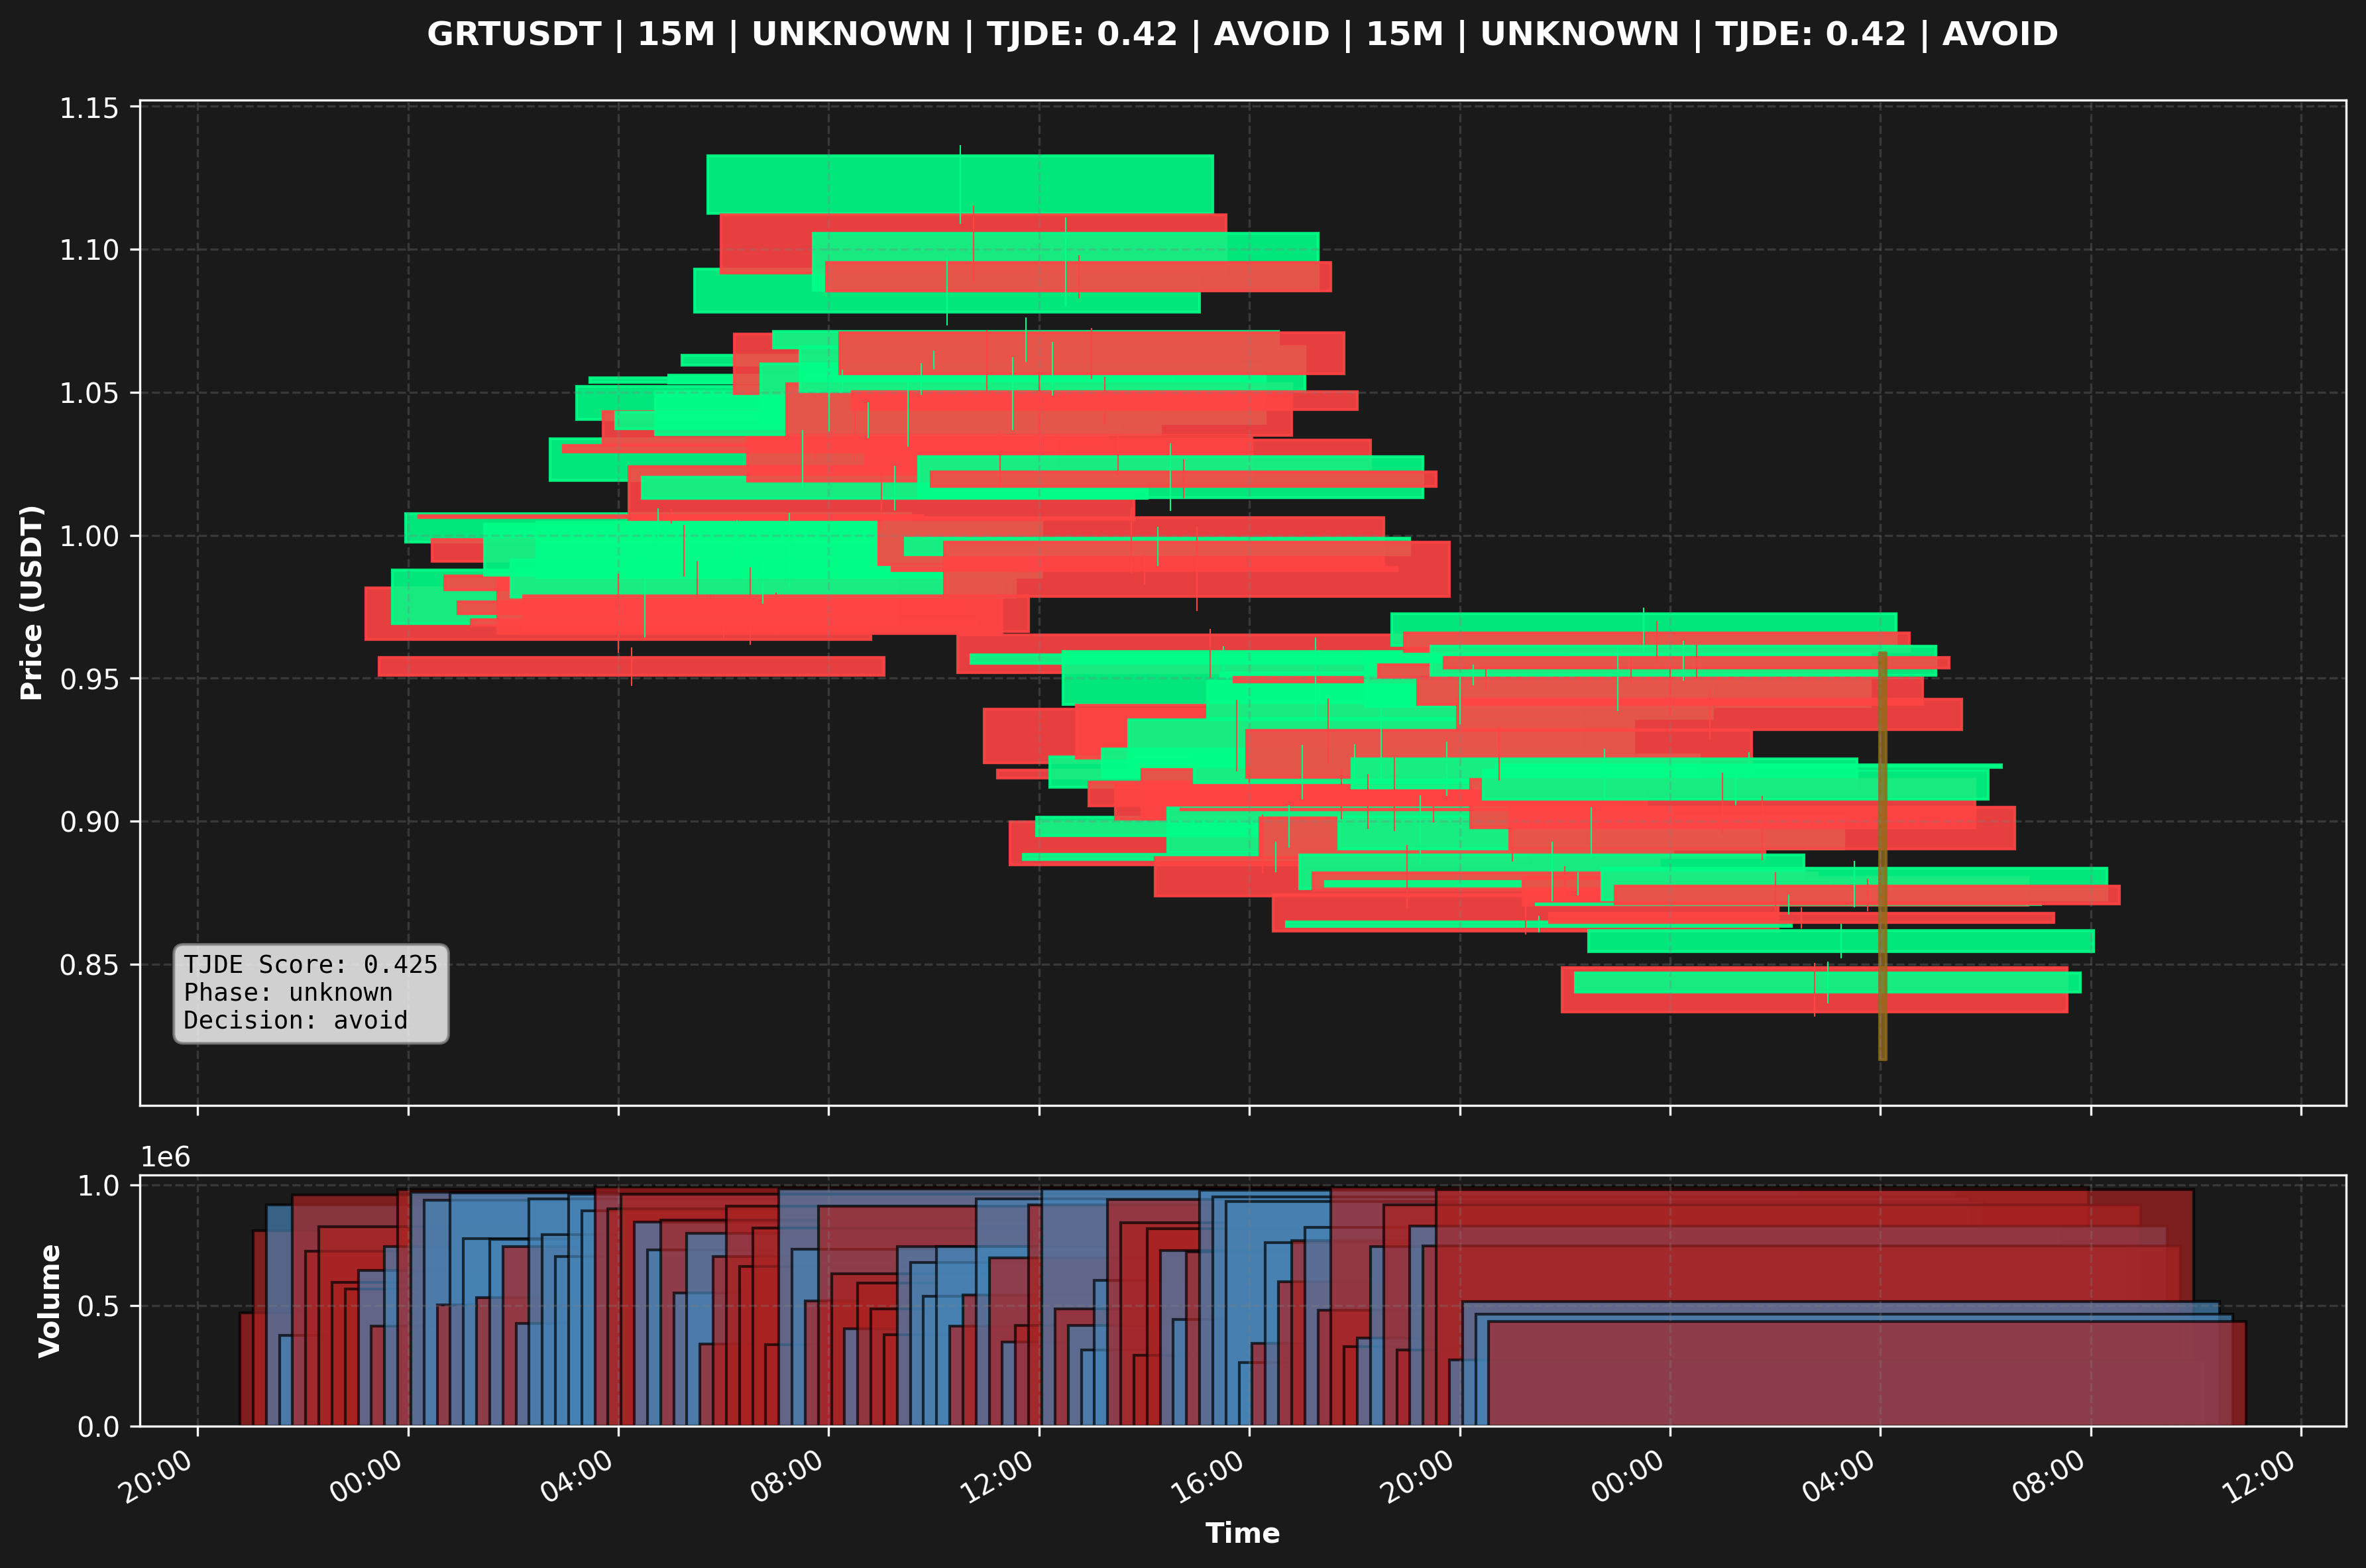 GRTUSDT | 15M | UNKNOWN | TJDE: 0.42 | AVOID | 15M | UNKNOWN | TJDE: 0.42 | AVOID
Price (USDT)
1.15
1.10
1.05
1.00
0.95
0.90
0.85
TJDE Score: 0.425
Phase: unknown
Decision: avoid
1e6
Volume
1.0
0.5
0.0
20:00
00:00
04:00
08:00
12:00
16:00
20:00
00:00
04:00
08:00
12:00
Time